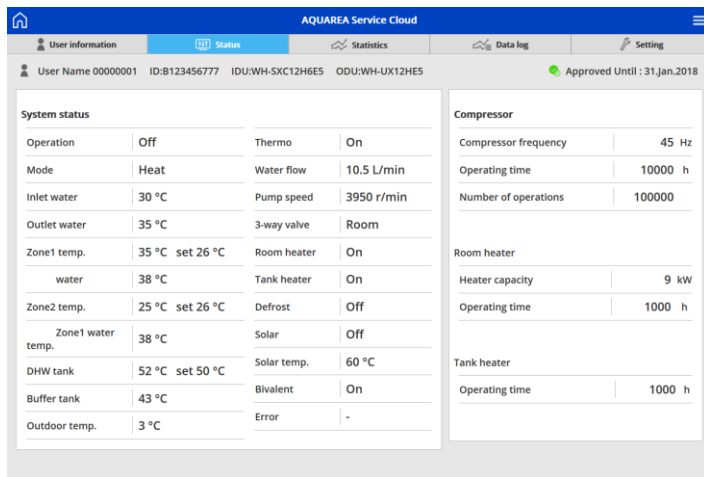 AQUAREA Service Cloud
User information Status Statistics Data log Setting
User Name 00000001 ID:B123456777 IDU:WH-SXC12H6E5 ODU:WH-UX12HE5 Approved Until : 31.Jan.2018
System status
Operation Off
Mode Heat
Inlet water 30 °C
Outlet water 35 °C
Zone1 temp. 35 °C set 26 °C
water 38 °C
Zone2 temp. 25 °C set 26 °C
Zone1 water
temp. 38 °C
DHW tank 52 °C set 50 °C
Buffer tank 43 °C
Outdoor temp. 3 °C
Thermo On
Water flow 10.5 L/min
Pump speed 3950 r/min
3-way valve Room
Room heater On
Tank heater On
Defrost Off
Solar Off
Solar temp. 60 °C
Bivalent On
Error -
Compressor
Compressor frequency 45 Hz
Operating time 10000 h
Number of operations 100000
Room heater
Heater capacity 9 kW
Operating time 1000 h
Tank heater
Operating time 1000 h